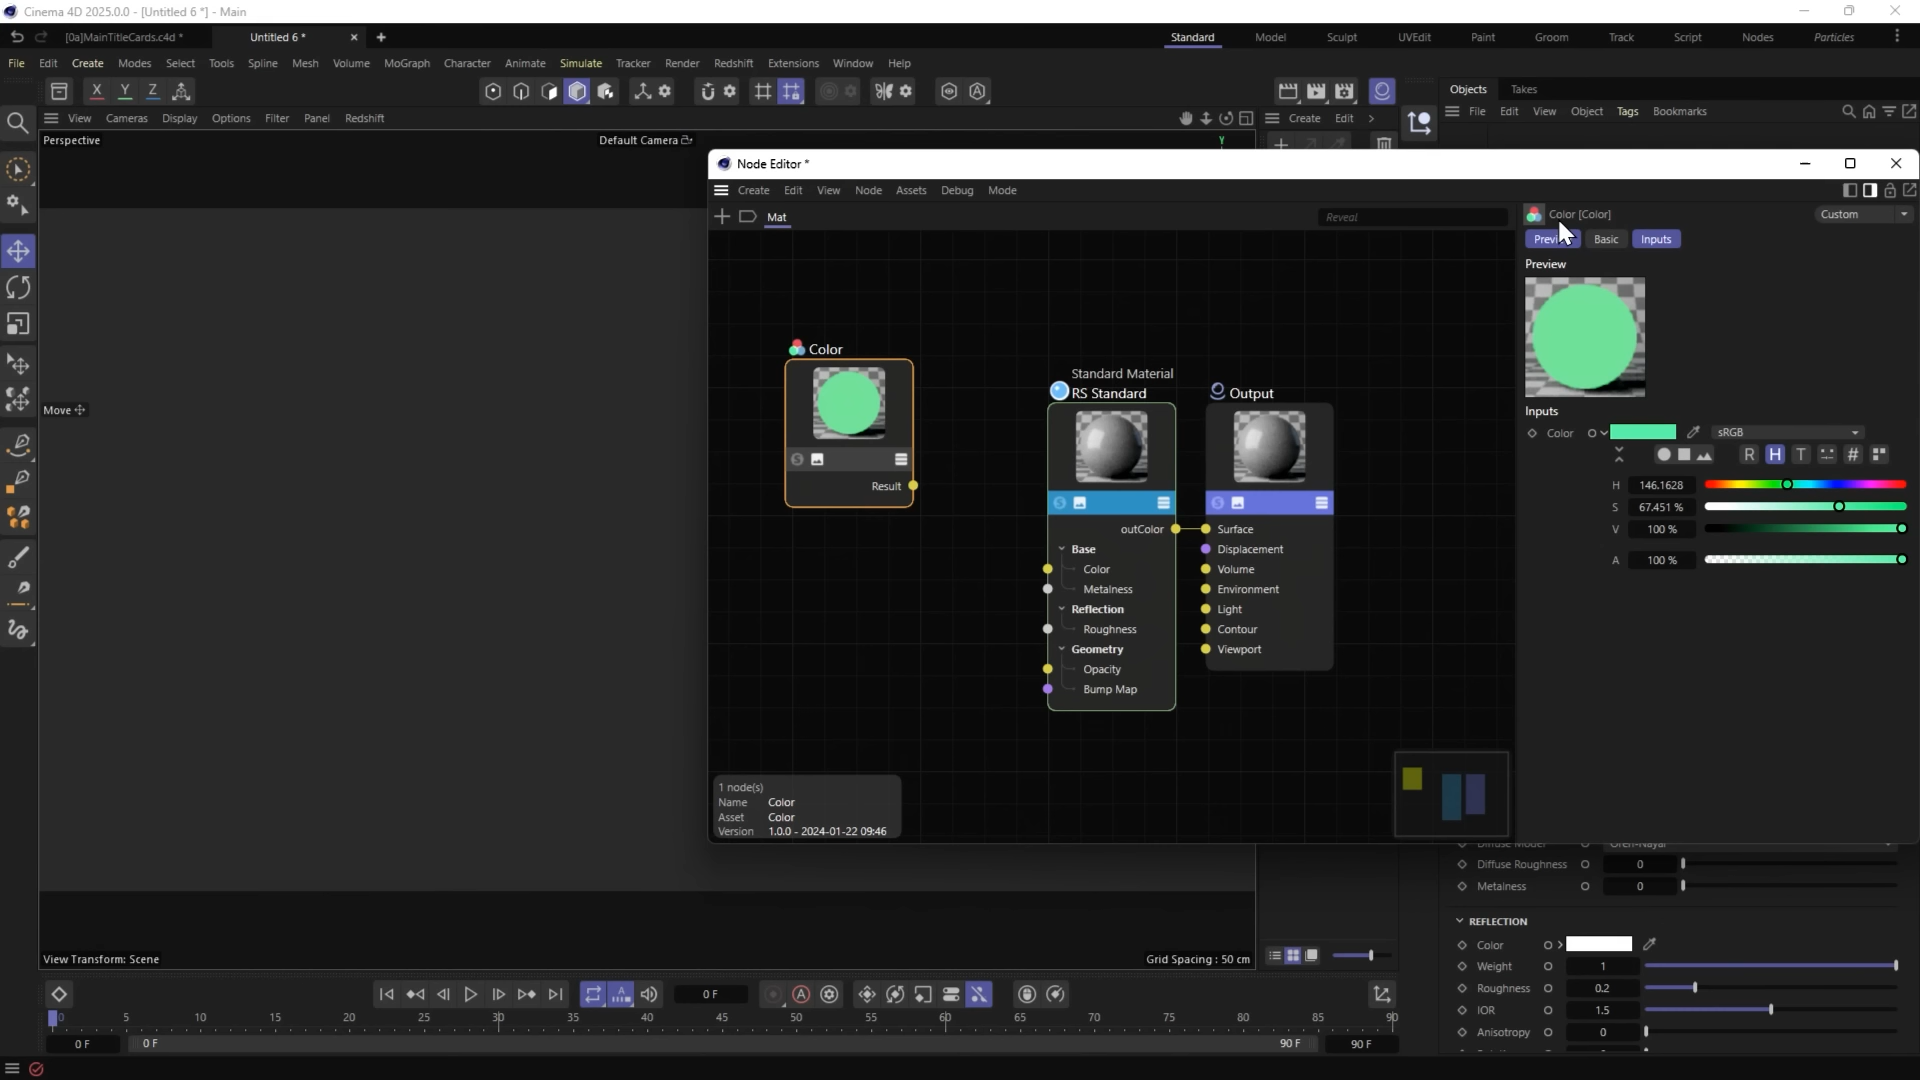 Cinema 4D 2025.0.0 - [Untitled 6 *] - Main
[0a]MainTitleCards.c4d *
Untitled 6 *
Standard Model Sculpt UVEdit Paint Groom Track Script Nodes Particles
File Edit Create Modes Select Tools Spline Mesh Volume MoGraph Character Animate Simulate Tracker Render Redshift Extensions Window Help
X Y Z
Objects Takes
View Cameras Display Options Filter Panel Redshift
Create Edit
File Edit View Object Tags Bookmarks
Perspective
Default Camera
Y
Node Editor *
Create Edit View Node Assets Debug Mode
Mat
Reveal
Color [Color]
Custom
Basic
Inputs
Preview
Color
Result
Standard Material
RS Standard
outColor
Base
Color
Metalness
Reflection
Roughness
Geometry
Opacity
Bump Map
Output
Surface
Displacement
Volume
Environment
Light
Contour
Viewport
Inputs
Color
sRGB
R H T #
H 146.1628
S 67.451 %
V 100 %
A 100 %
Move
1 node(s)
Name Color
Asset Color
Version 1.0.0 - 2024-01-22 09:46
Diffuse Roughness 0
Metalness 0
REFLECTION
Color
Weight 1
Roughness 0.2
IOR 1.5
Anisotropy 0
View Transform: Scene
Grid Spacing : 50 cm
0 F
0 5 10 15 20 25 30 35 40 45 50 55 60 65 70 75 80 85 90
0 F
0 F
90 F
90 F